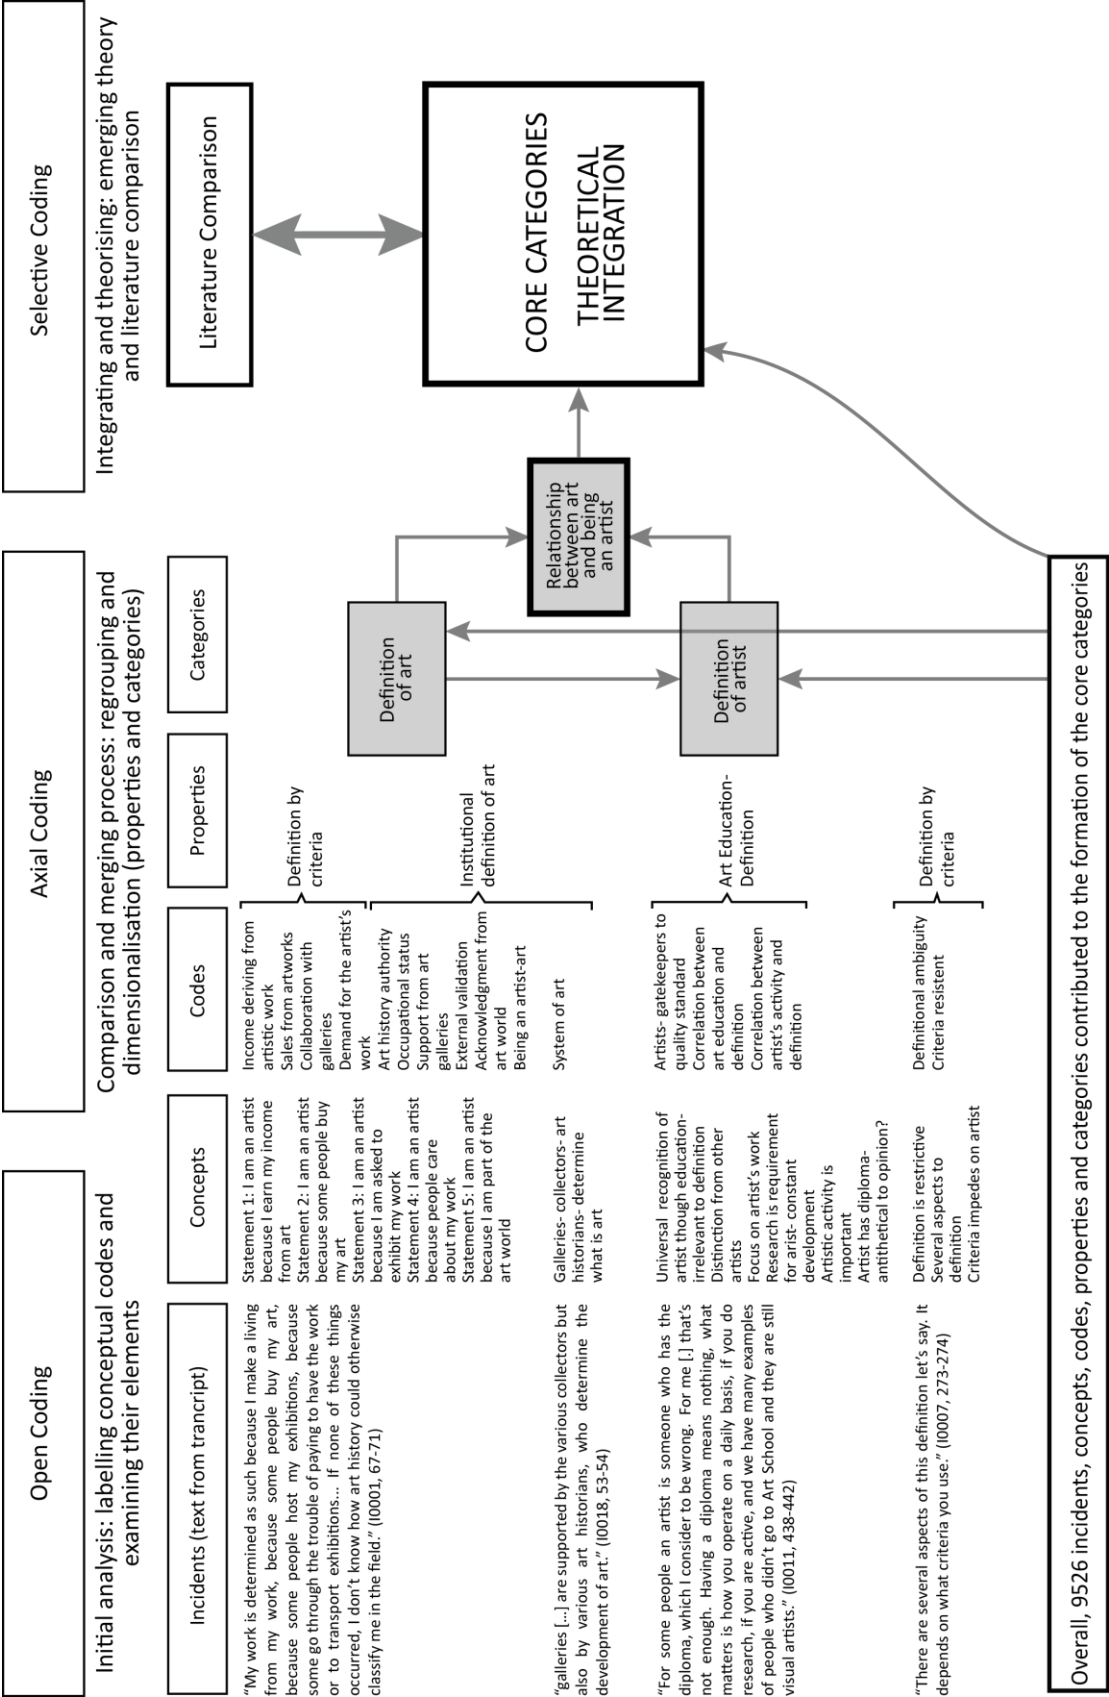 Open Coding
Initial analysis: labelling conceptual codes and
examining their elements
Axial Coding
Comparison and merging process: regrouping and
dimensionalisation (properties and categories)
Selective Coding
Integrating and theorising: emerging theory
and literature comparison
Incidents (text from trancript)
Concepts
Codes
Properties
Categories
Literature Comparison
"My work is determined as such because I make a living
from my work, because some people buy my art,
because some people host my exhibitions, because
some go through the trouble of paying to have the work
or to transport exhibitions... If none of these things
occurred, I don't know how art history could otherwise
classify me in the field." (I0001, 67-71)
"galleries [...] are supported by the various collectors but
also by various art historians, who determine the
development of art." (I0018, 53-54)
"For some people an artist is someone who has the
diploma, which I consider to be wrong. For me [.] that's
not enough. Having a diploma means nothing, what
matters is how you operate on a daily basis, if you do
research, if you are active, and we have many examples
of people who didn't go to Art School and they are still
visual artists." (I0011, 438-442)
"There are several aspects of this definition let's say. It
depends on what criteria you use." (I0007, 273-274)
Statement 1: I am an artist
because I earn my income
from art
Statement 2: I am an artist
because some people buy
my art
Statement 3: I am an artist
because I am asked to
exhibit my work
Statement 4: I am an artist
because people care
about my work
Statement 5: I am an artist
because I am part of the
art world
Galleries- collectors- art
historians- determine
what is art
Universal recognition of
artist though education-
irrelevant to definition
Distinction from other
artists
Focus on artist's work
Research is requirement
for arist- constant
development
Artistic activity is
important
Artist has diploma-
antithetical to opinion?
Definition is restrictive
Several aspects to
definition
Criteria impedes on artist
Income deriving from
artistic work
Sales from artworks
Collaboration with
galleries
Demand for the artist's
work
Art history authority
Occupational status
Support from art
galleries
External validation
Acknowledgment from
art world
Being an artist-art
System of art
Artists- gatekeepers to
quality standard
Correlation between
art education and
definition
Correlation between
artist's activity and
definition
Definitional ambiguity
Criteria resistent
Definition by
criteria
Institutional
definition of art
Art Education-
Definition
Definition by
criteria
Definition
of art
Definition
of artist
Relationship
between art
and being
an artist
CORE CATEGORIES
THEORETICAL
INTEGRATION
Overall, 9526 incidents, concepts, codes, properties and categories contributed to the formation of the core categories